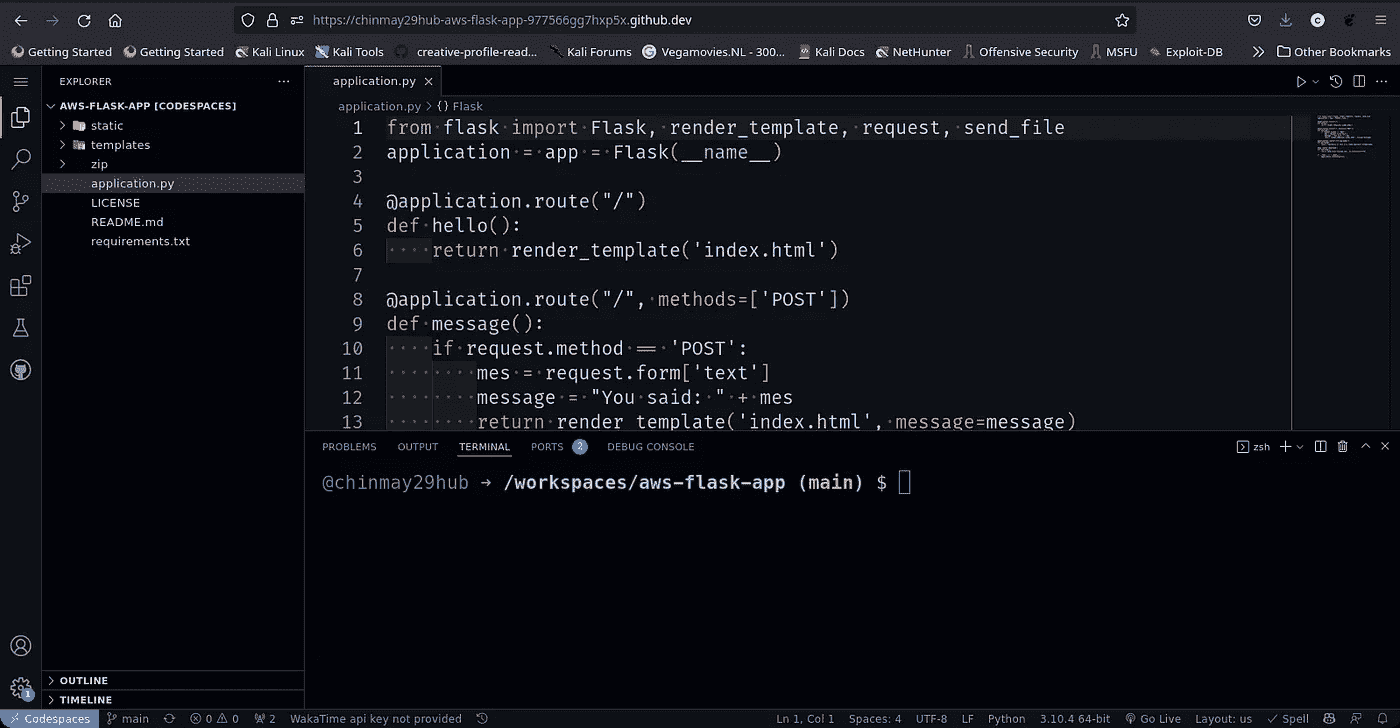 https://chinmay29hub-aws-flask-app-977566gg7hxp5x.github.dev
C
Getting Started Getting Started Kali Linux Kali Tools creative-profile-read... Kali Forums Vegamovies.NL - 300... Kali Docs NetHunter Offensive Security MSFU Exploit-DB Other Bookmarks
EXPLORER
AWS-FLASK-APP [CODESPACES]
static
templates
zip
application.py
LICENSE
README.md
requirements.txt
OUTLINE
TIMELINE
application.py
application.py > {} Flask
1 from flask import Flask, render_template, request, send_file
2 application = app = Flask(__name__)
3
4 @application.route("/")
5 def hello():
6 ····return render_template('index.html')
7
8 @application.route("/", methods=['POST'])
9 def message():
10 ····if request.method == 'POST':
11 ········mes = request.form['text']
12 ········message = "You said: " + mes
13 ········return render_template('index.html', message=message)
PROBLEMS OUTPUT TERMINAL PORTS 2 DEBUG CONSOLE zsh
@chinmay29hub → /workspaces/aws-flask-app (main) $
1
Codespaces main 0 0 2 WakaTime api key not provided Ln 1, Col 1 Spaces: 4 UTF-8 LF Python 3.10.4 64-bit Go Live Layout: us Spell